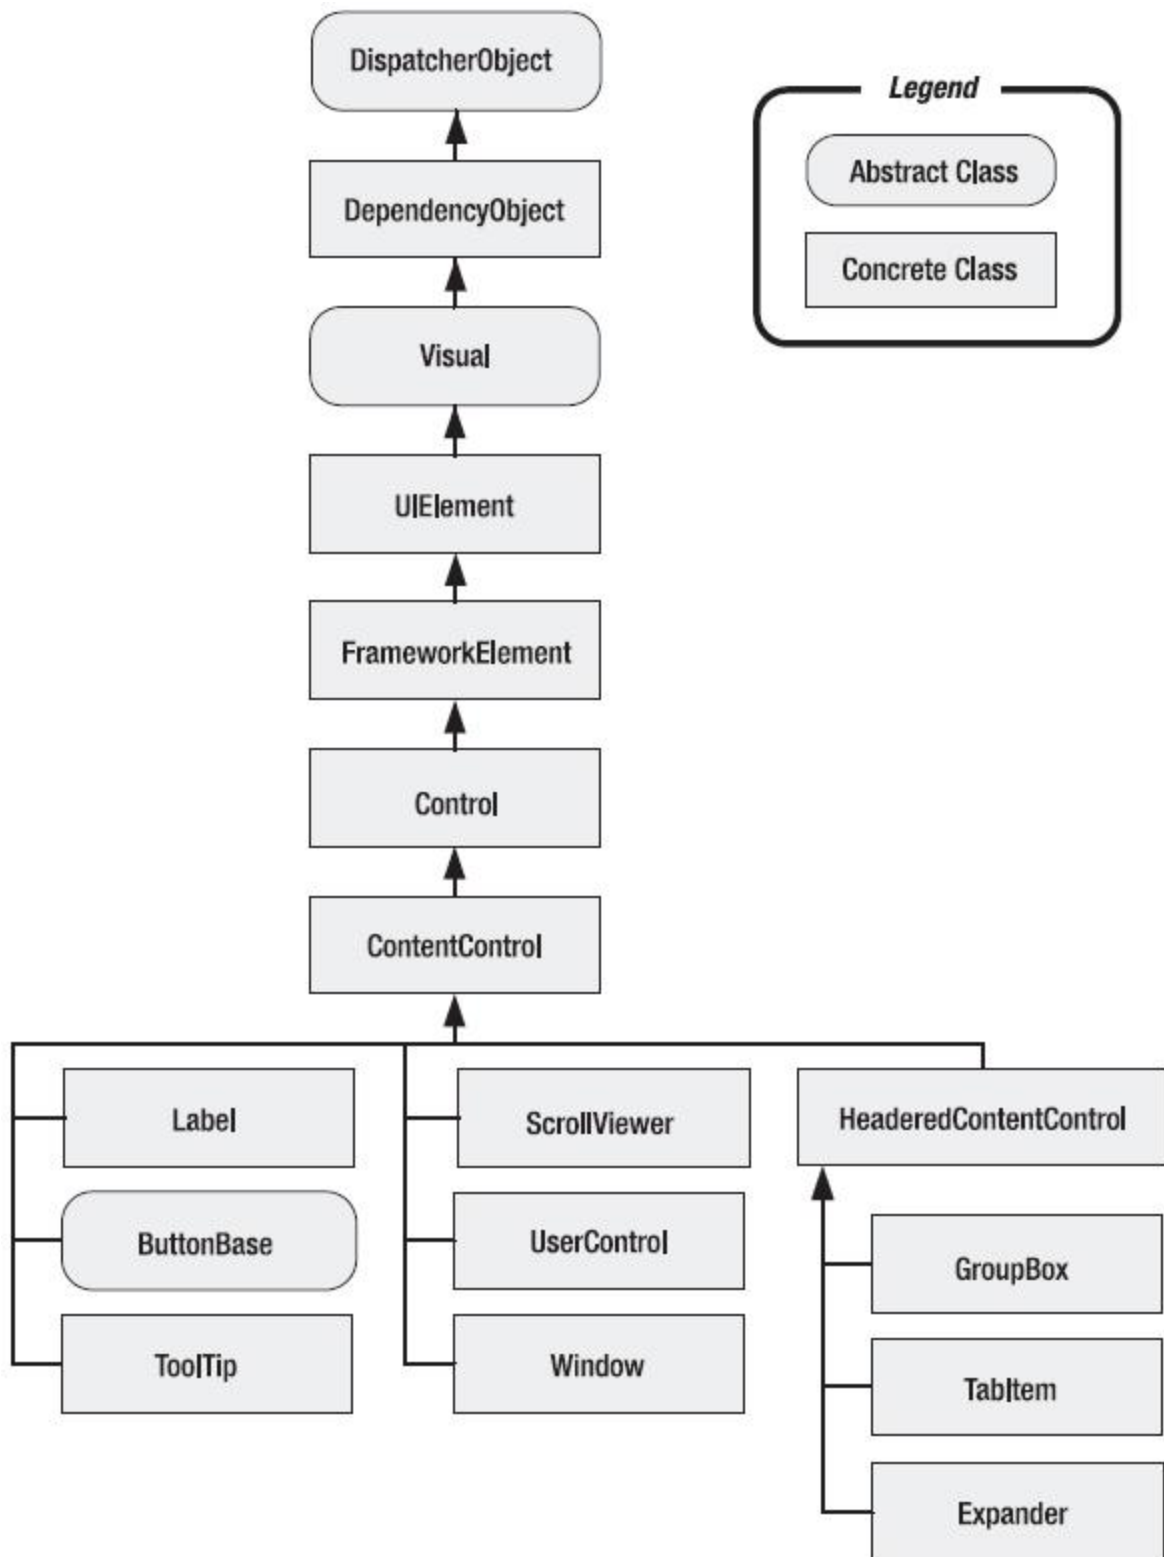 DispatcherObject
Legend
Abstract Class
DependencyObject
Concrete Class
Visual
UIElement
FrameworkElement
Control
ContentControl
Label
ScrollViewer
HeaderedContentControl
ButtonBase
UserControl
GroupBox
ToolTip
Window
TabItem
Expander